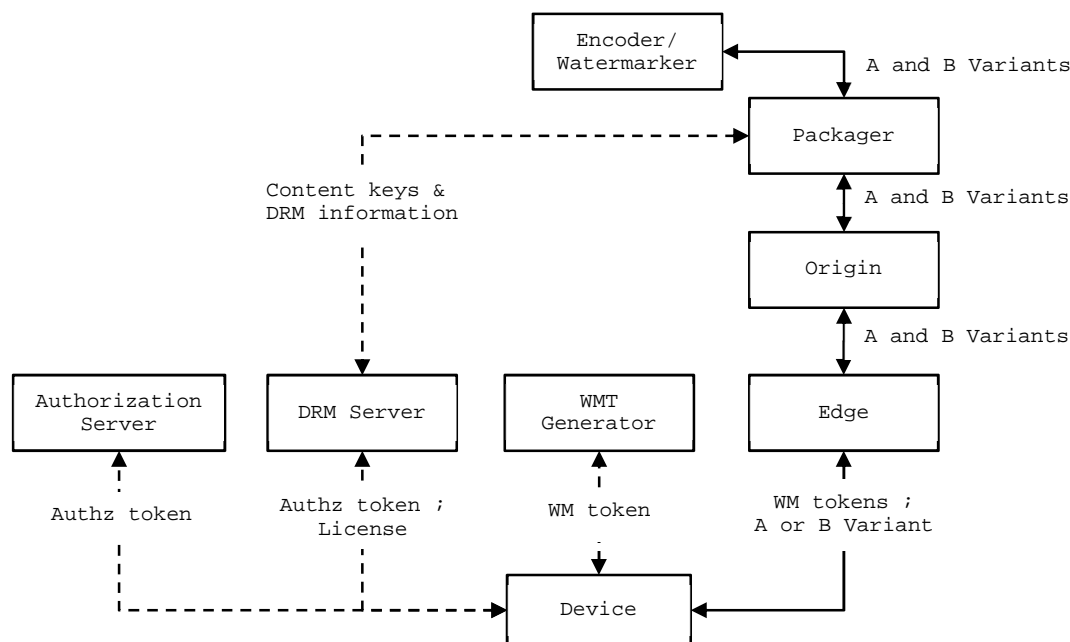 Encoder/
Watermarker
A and B Variants
Packager
Content keys &
DRM information
A and B Variants
Origin
A and B Variants
Authorization
Server
DRM Server
WMT
Generator
Edge
Authz token
Authz token ;
License
WM token
WM tokens ;
A or B Variant
Device